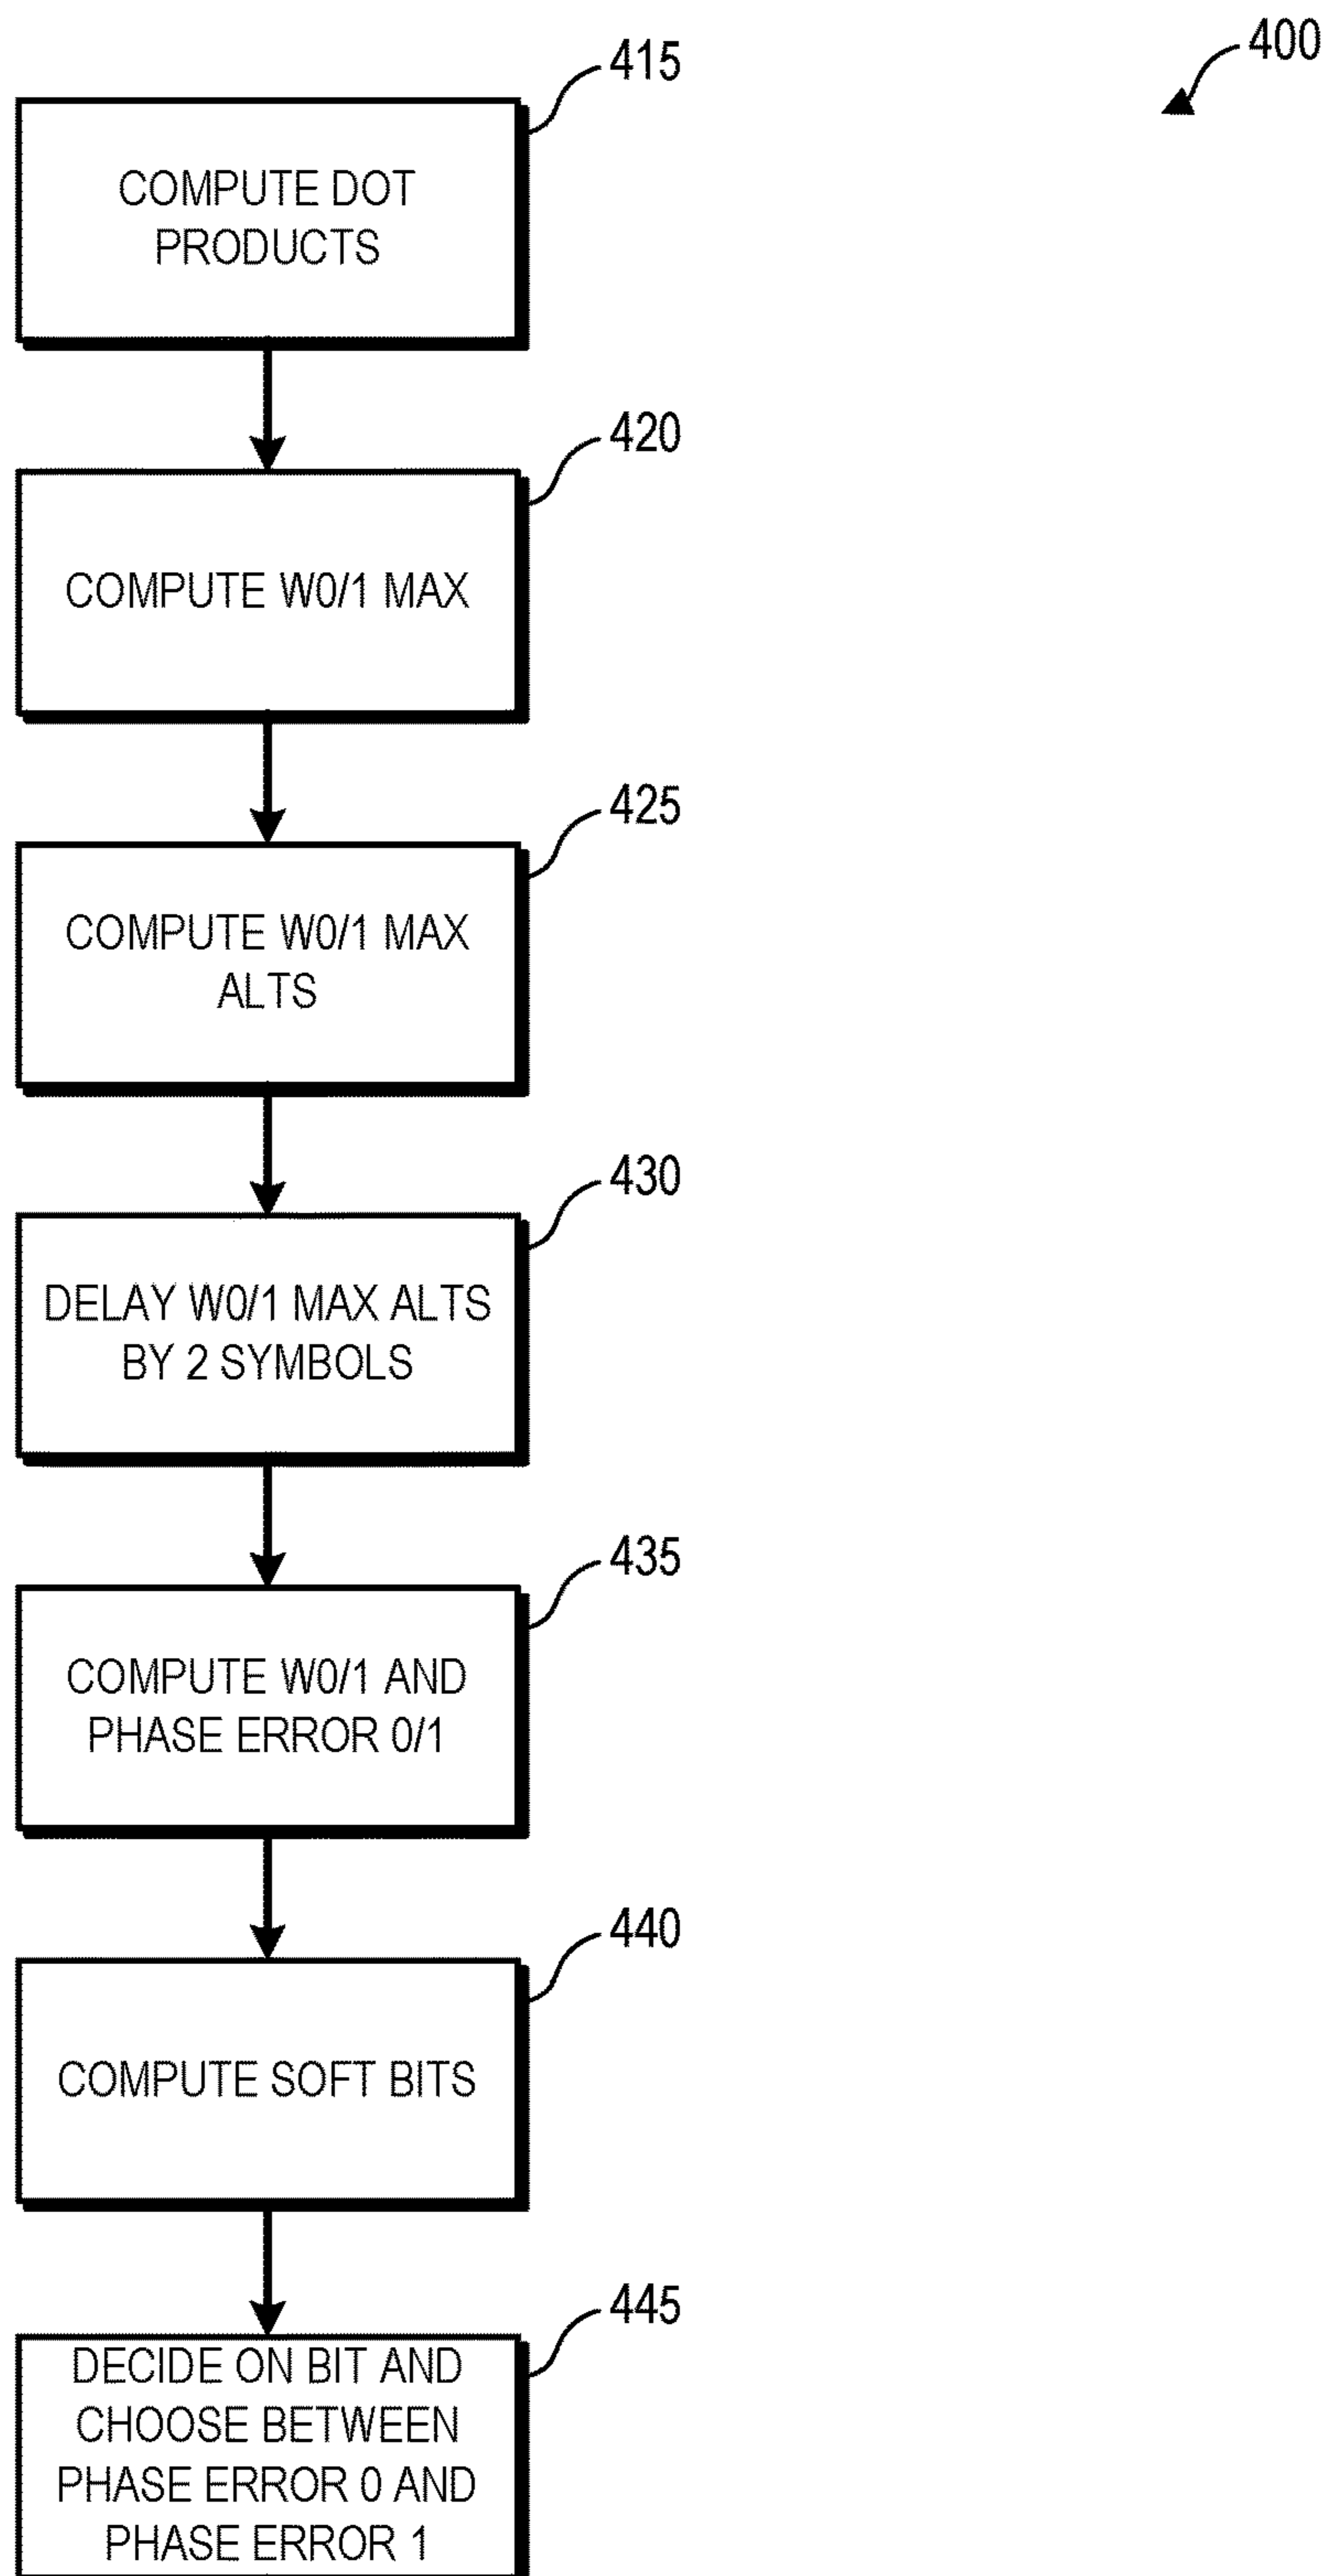 400
415
COMPUTE DOT
PRODUCTS
420
COMPUTE W0/1 MAX
425
COMPUTE W0/1 MAX
ALTS
430
DELAY W0/1 MAX ALTS
BY 2 SYMBOLS
435
COMPUTE W0/1 AND
PHASE ERROR 0/1
440
COMPUTE SOFT BITS
445
DECIDE ON BIT AND
CHOOSE BETWEEN
PHASE ERROR 0 AND
PHASE ERROR 1